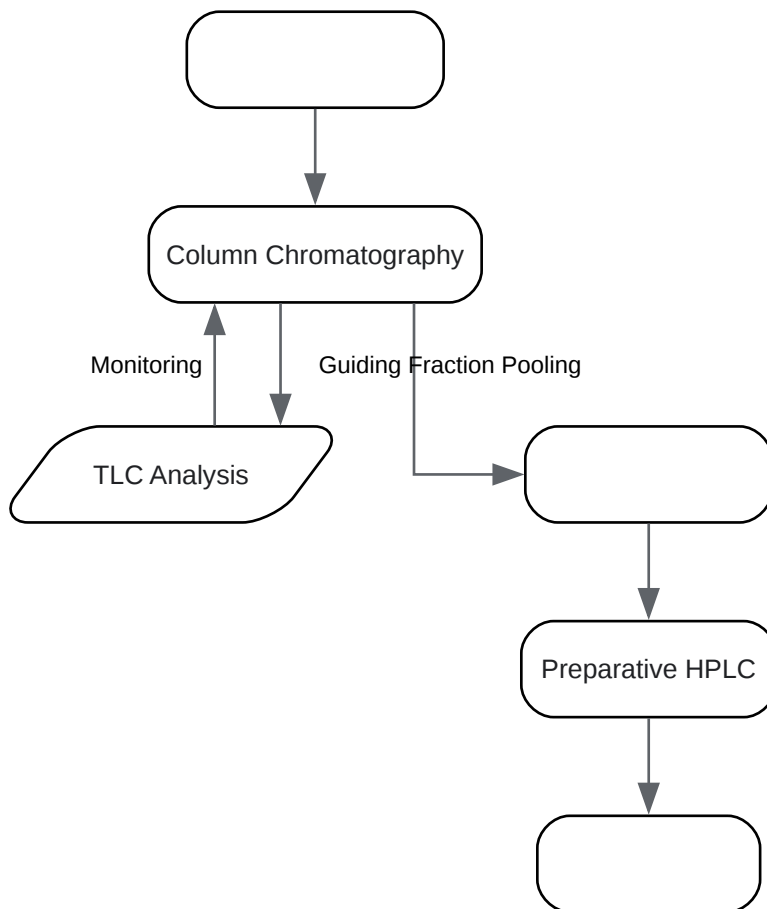 Column Chromatography
Monitoring
Guiding Fraction Pooling
TLC Analysis
Preparative HPLC